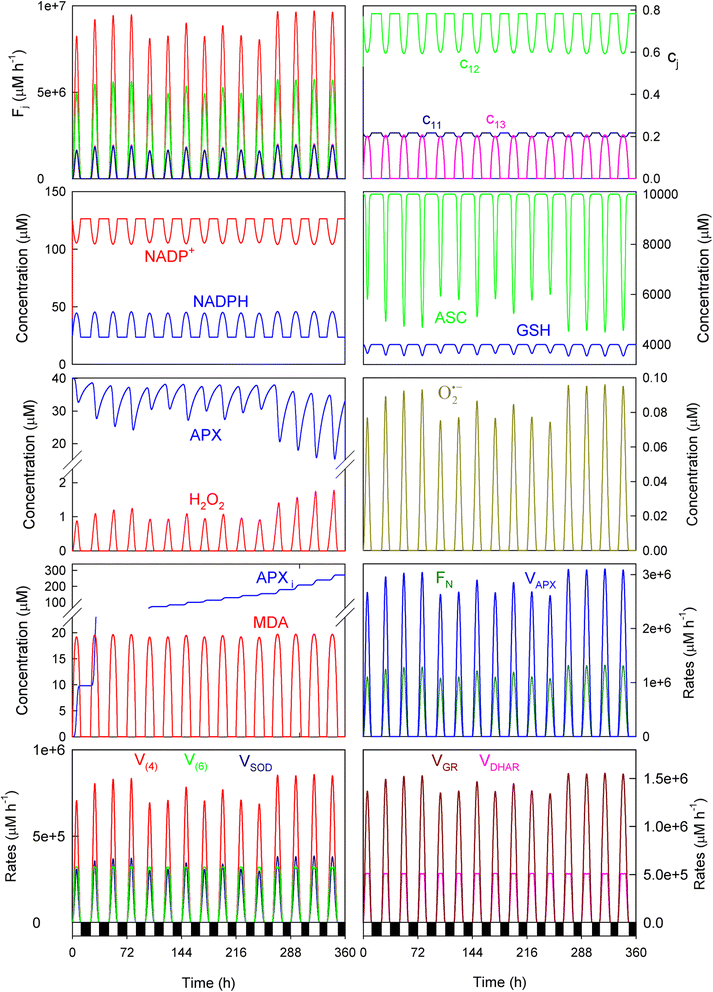 1e+7
5e+6
0
F_j (μM h⁻¹)
0.8
0.6
0.4
0.2
0.0
c_j
c₁₂
c₁₁
c₁₃
150
100
50
0
Concentration (μM)
NADP⁺
NADPH
10000
8000
6000
4000
Concentration (μM)
ASC
GSH
40
30
20
2
1
0
Concentration (μM)
APX
H₂O₂
0.10
0.08
0.06
0.04
0.02
0.00
Concentration (μM)
O₂•⁻
300
200
100
20
15
10
5
0
Concentration (μM)
APX i
MDA
3e+6
2e+6
1e+6
0
Rates (μM h⁻¹)
F_N
V_APX
1e+6
5e+5
0
Rates (μM h⁻¹)
V_(4)
V_(6)
V_SOD
1.5e+6
1.0e+6
5.0e+5
0.0
Rates (μM h⁻¹)
V_GR
V_DHAR
0 72 144 216 288 360
Time (h)
0 72 144 216 288 360
Time (h)